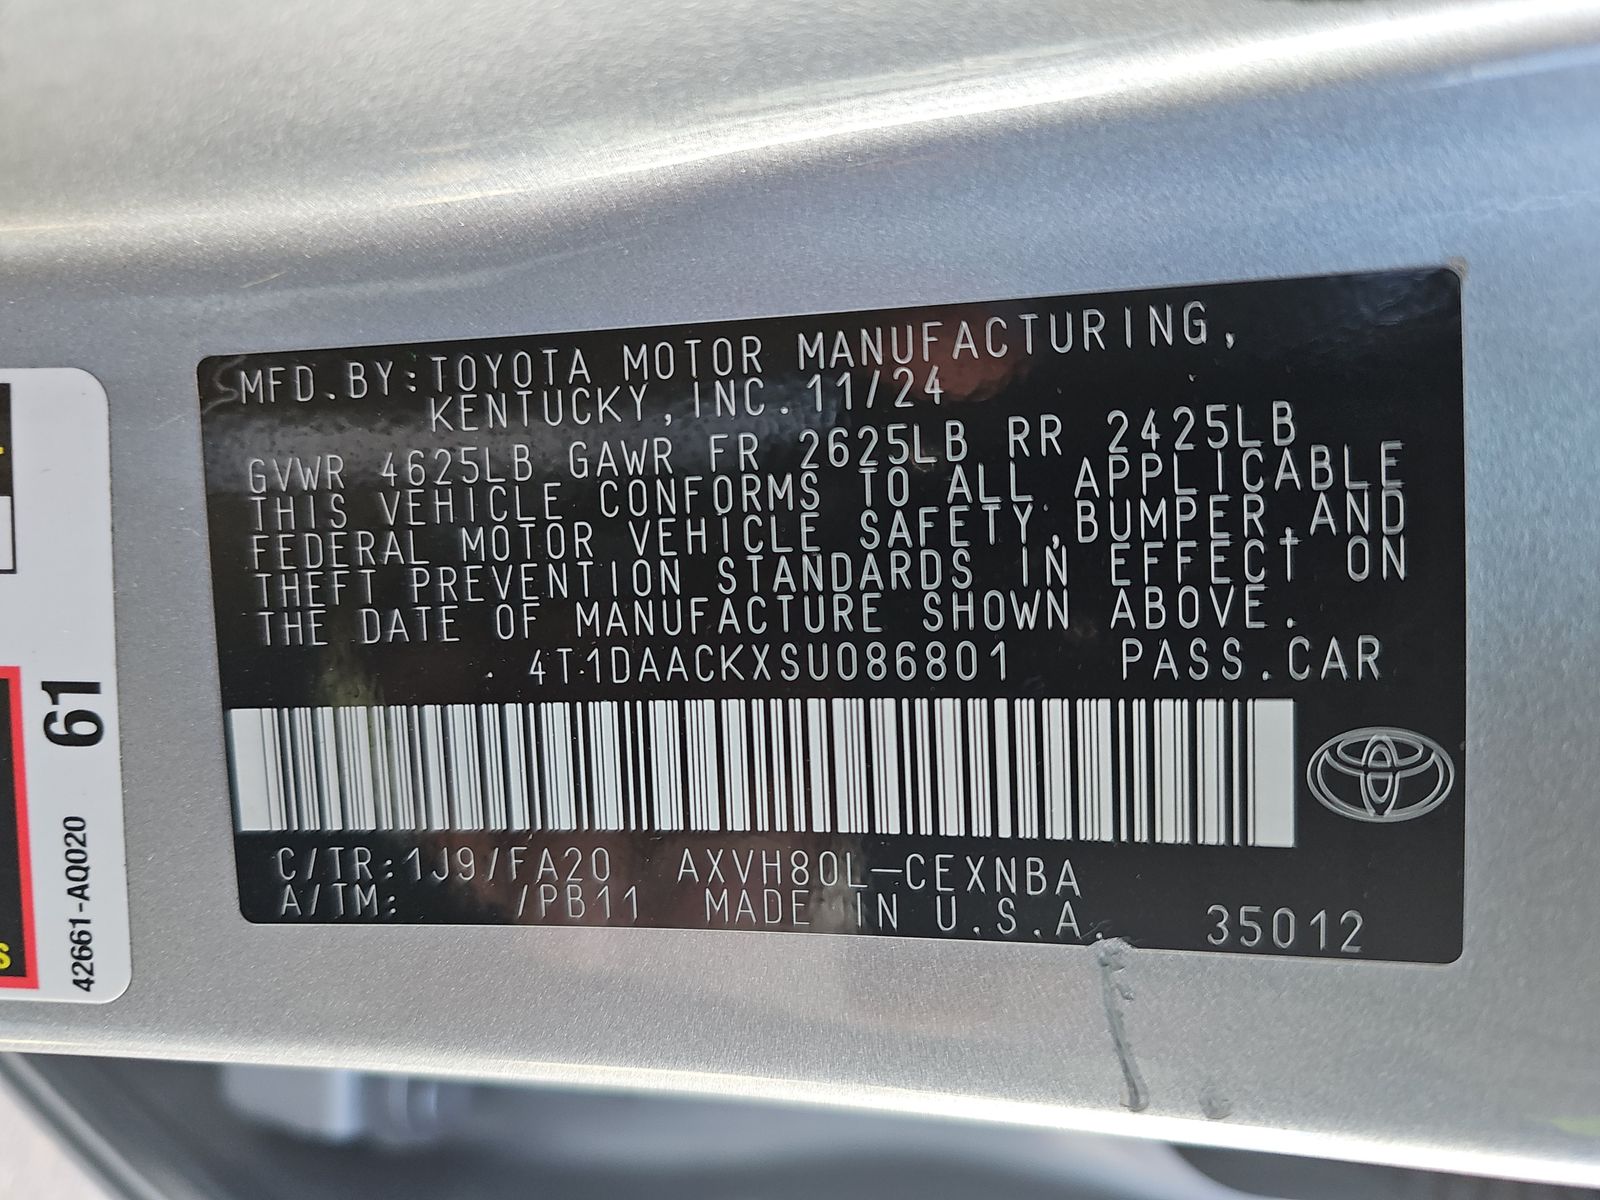 MFD. BY: TOYOTA MOTOR MANUFACTURING,
KENTUCKY, INC. 11/24
GVWR 4625LB GAWR FR 2625LB RR 2425LB
THIS VEHICLE CONFORMS TO ALL APPLICABLE
FEDERAL MOTOR VEHICLE SAFETY, BUMPER, AND
THEFT PREVENTION STANDARDS IN EFFECT ON
THE DATE OF MANUFACTURE SHOWN ABOVE.
4T1DAACKXSU086801 PASS.CAR
C/TR:1J9/FA20 AXVH80L-CEXNBA
A/TM: /PB11 MADE IN U.S.A. 35012
61
42661-AQ020